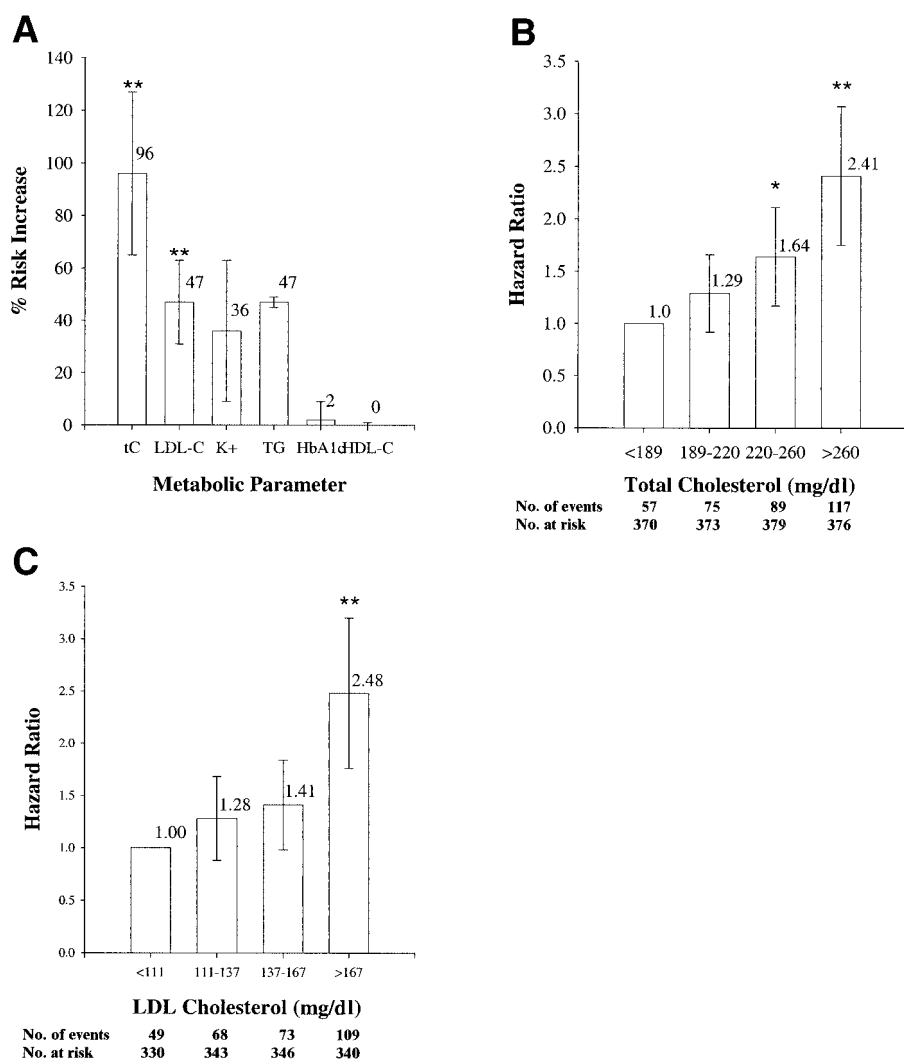 A
140
120
100
80
60
40
20
0
% Risk Increase
**
96
**
47
36
47
2
0
tC LDL-C K+ TG HbA1c HDL-C
Metabolic Parameter
B
3.5
3.0
2.5
2.0
1.5
1.0
0.5
0.0
Hazard Ratio
1.0
1.29
*
1.64
**
2.41
<189 189-220 220-260 >260
Total Cholesterol (mg/dl)
No. of events 57 75 89 117
No. at risk 370 373 379 376
C
3.5
3.0
2.5
2.0
1.5
1.0
0.5
0.0
Hazard Ratio
1.00
1.28
1.41
**
2.48
<111 111-137 137-167 >167
LDL Cholesterol (mg/dl)
No. of events 49 68 73 109
No. at risk 330 343 346 340